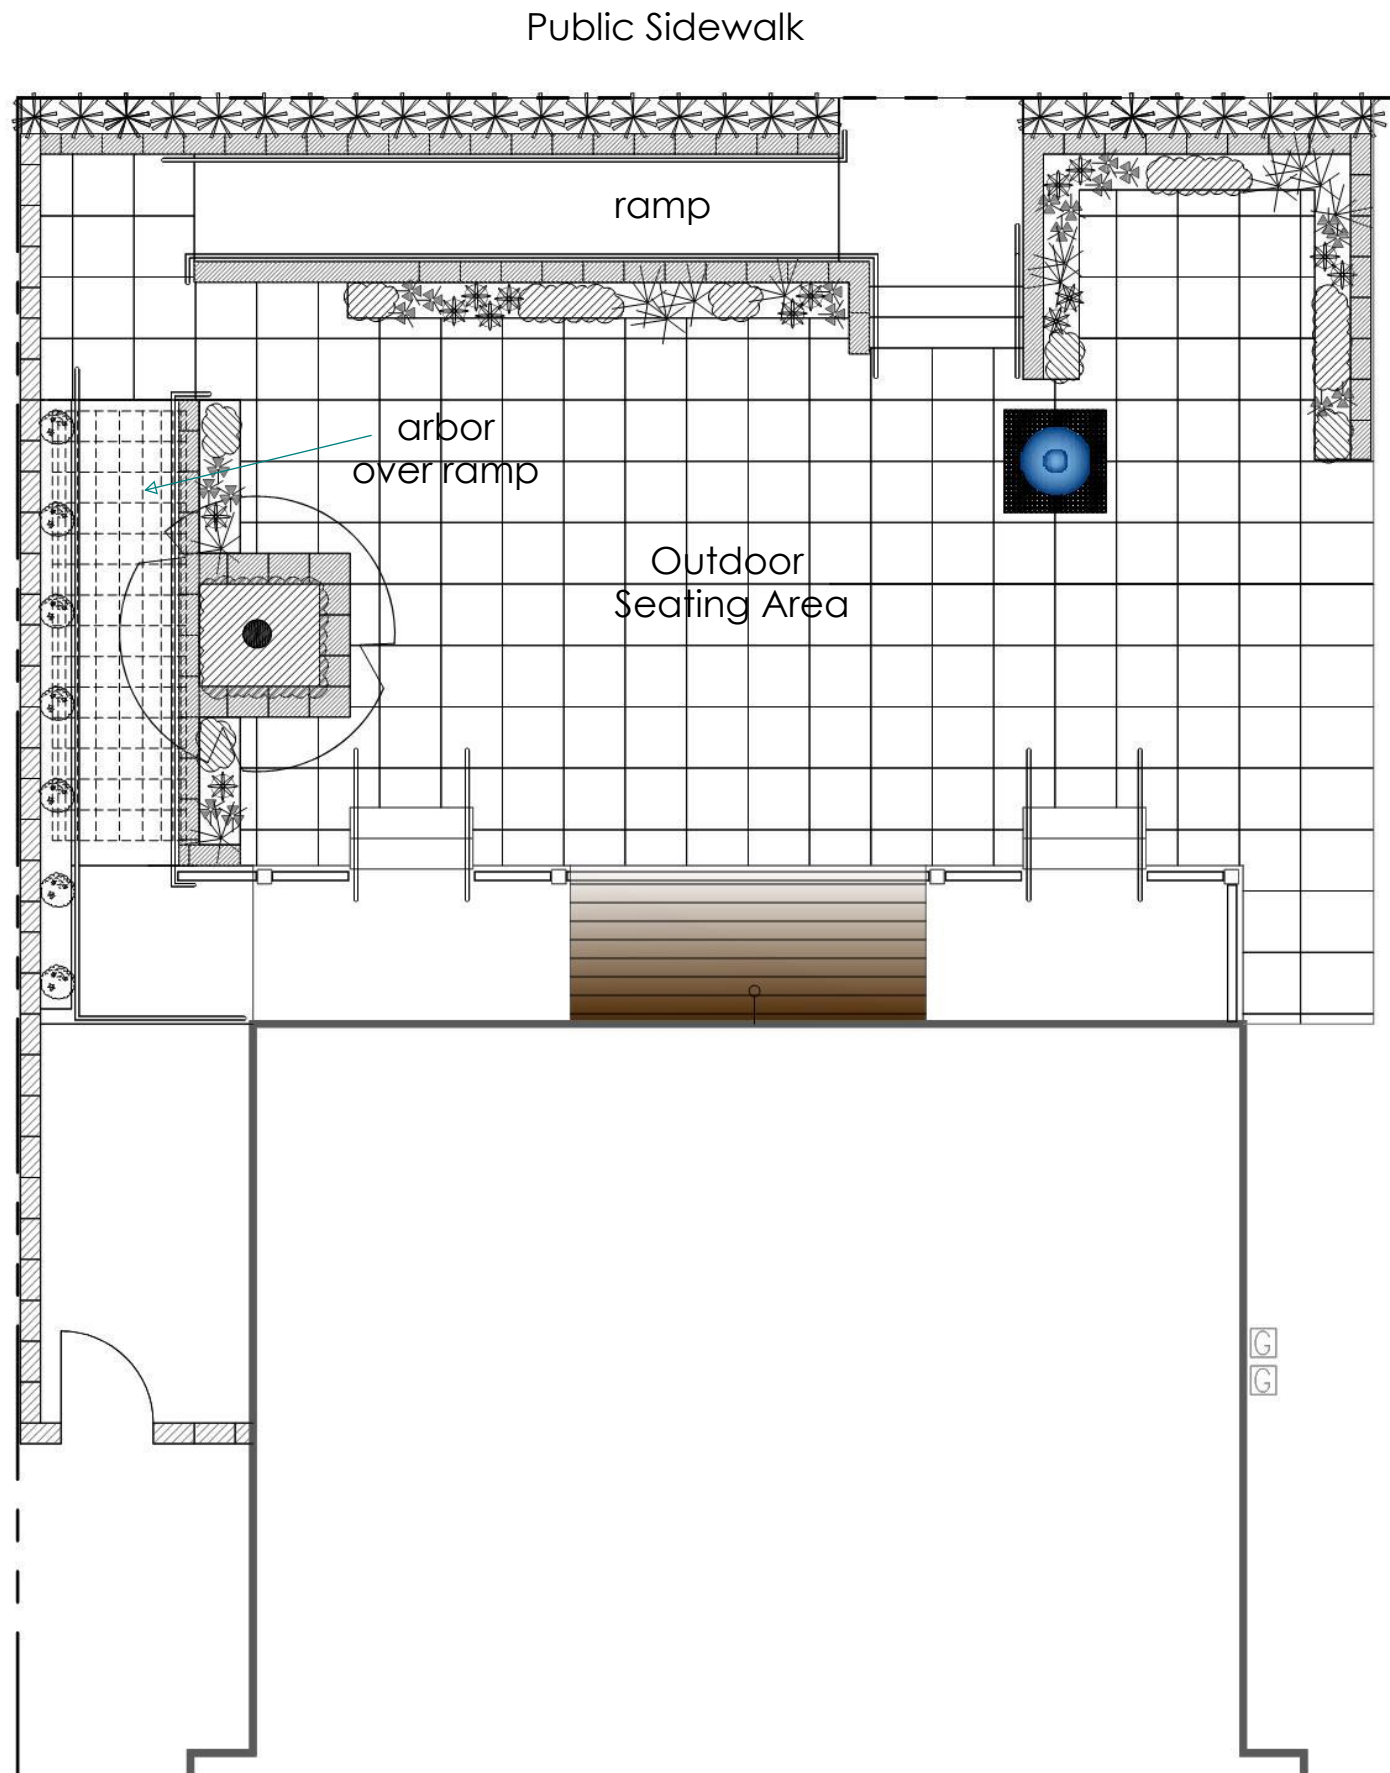 Public Sidewalk
ramp
arbor
over ramp
Outdoor
Seating Area
G
G